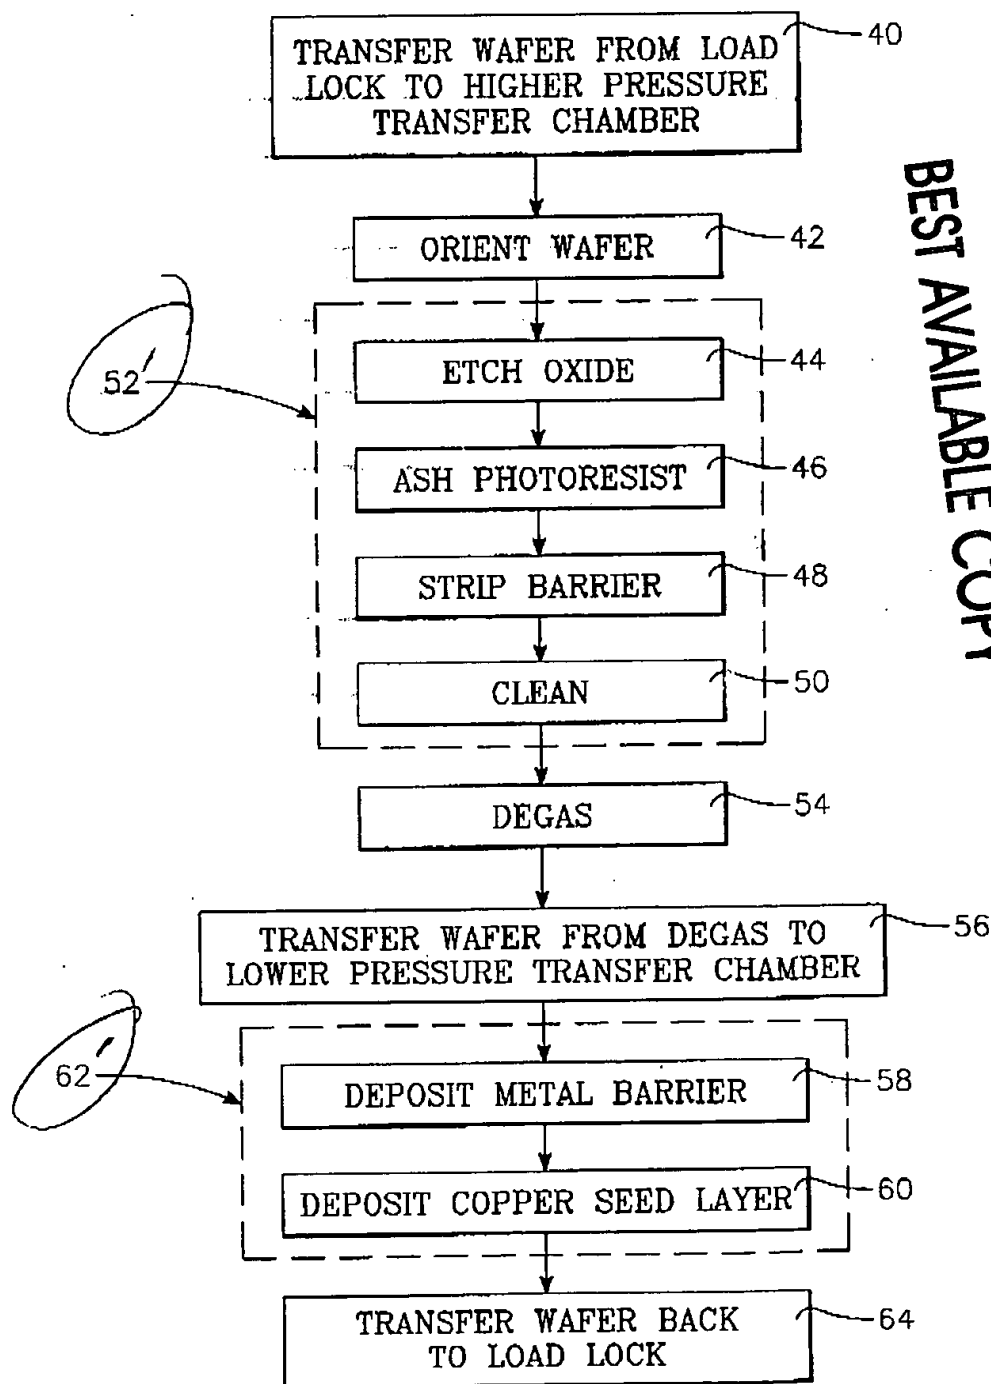 TRANSFER WAFER FROM LOAD
LOCK TO HIGHER PRESSURE
TRANSFER CHAMBER
40
ORIENT WAFER
42
52'
ETCH OXIDE
44
ASH PHOTORESIST
46
STRIP BARRIER
48
CLEAN
50
DEGAS
54
TRANSFER WAFER FROM DEGAS TO
LOWER PRESSURE TRANSFER CHAMBER
56
62'
DEPOSIT METAL BARRIER
58
DEPOSIT COPPER SEED LAYER
60
TRANSFER WAFER BACK
TO LOAD LOCK
64
BEST AVAILABLE COPY